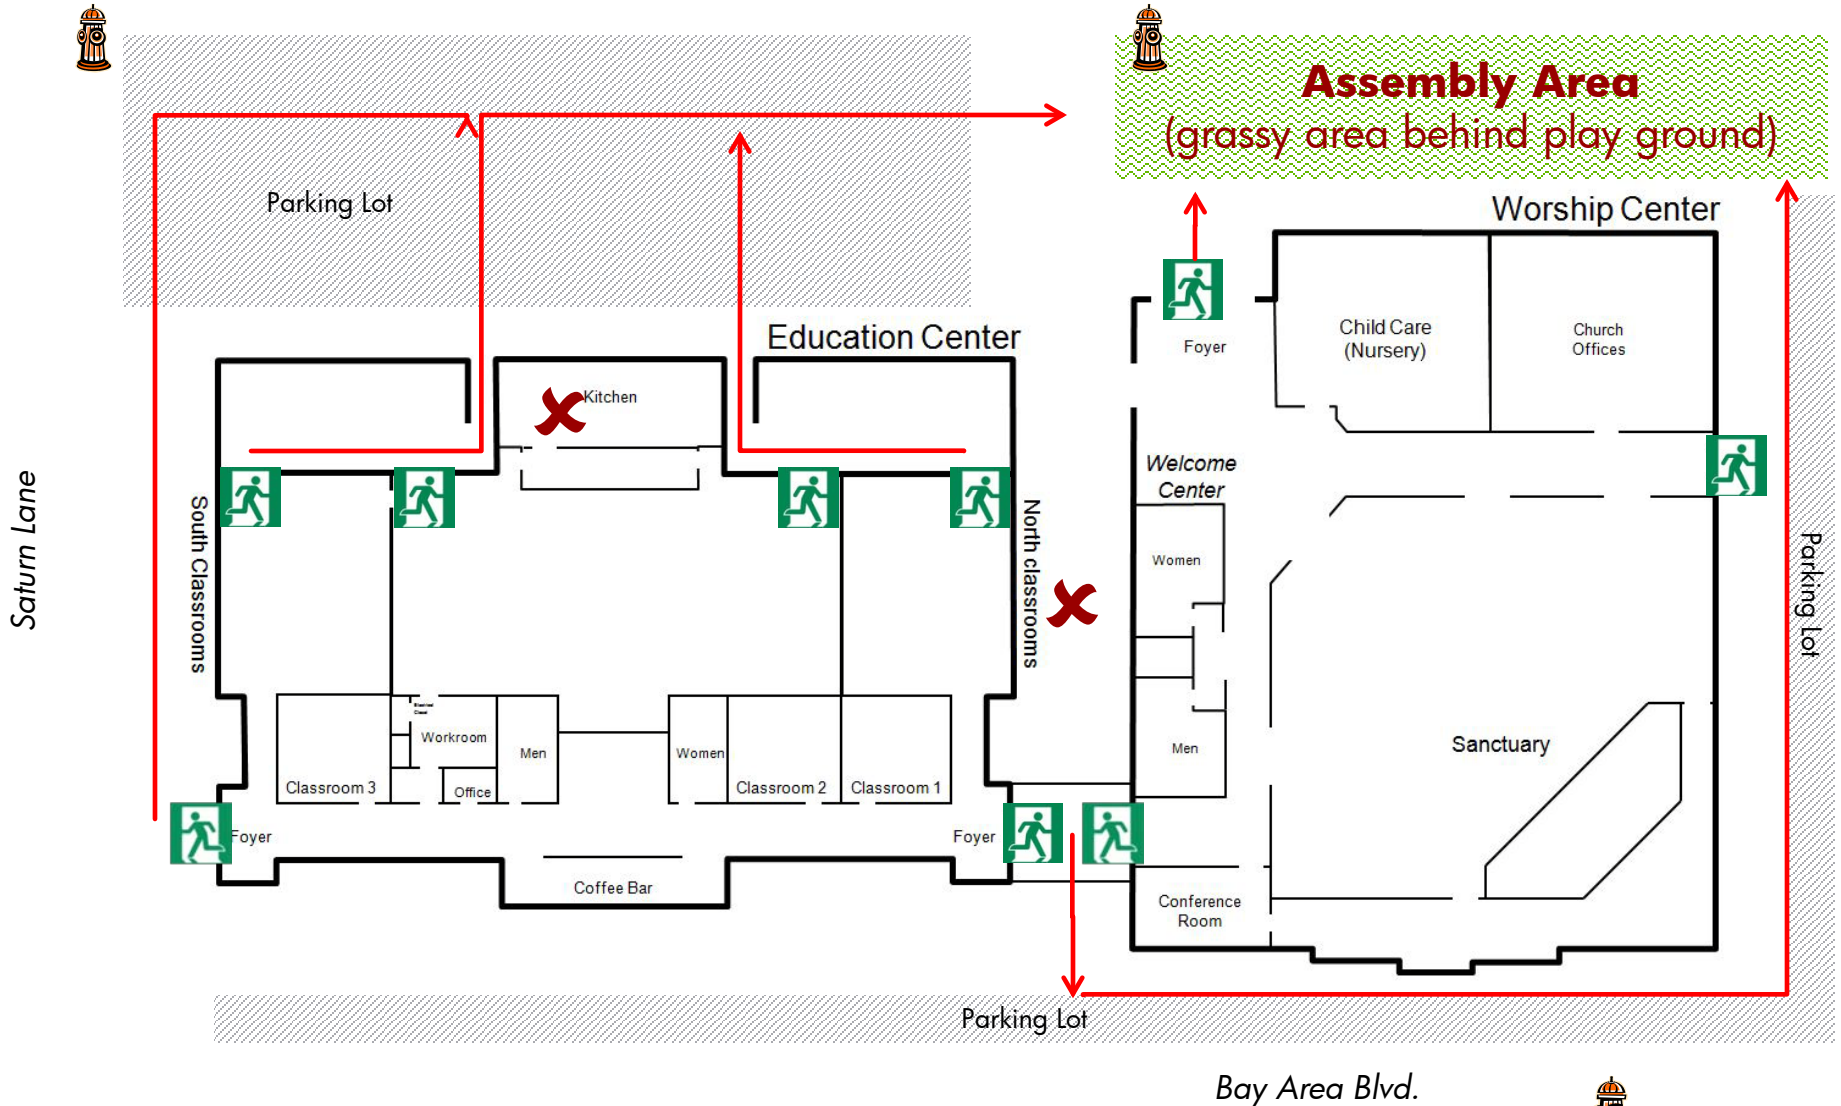 Assembly Area
(grassy area behind play ground)
Parking Lot
Worship Center
Education Center
Child Care
(Nursery)
Church
Offices
Foyer
Kitchen
Welcome
Center
Saturn Lane
South Classrooms
North classrooms
Women
Parking Lot
Electrical
Closet
Workroom
Men
Women
Men
Sanctuary
Classroom 3
Office
Classroom 2
Classroom 1
Foyer
Foyer
Coffee Bar
Conference
Room
Parking Lot
Bay Area Blvd.